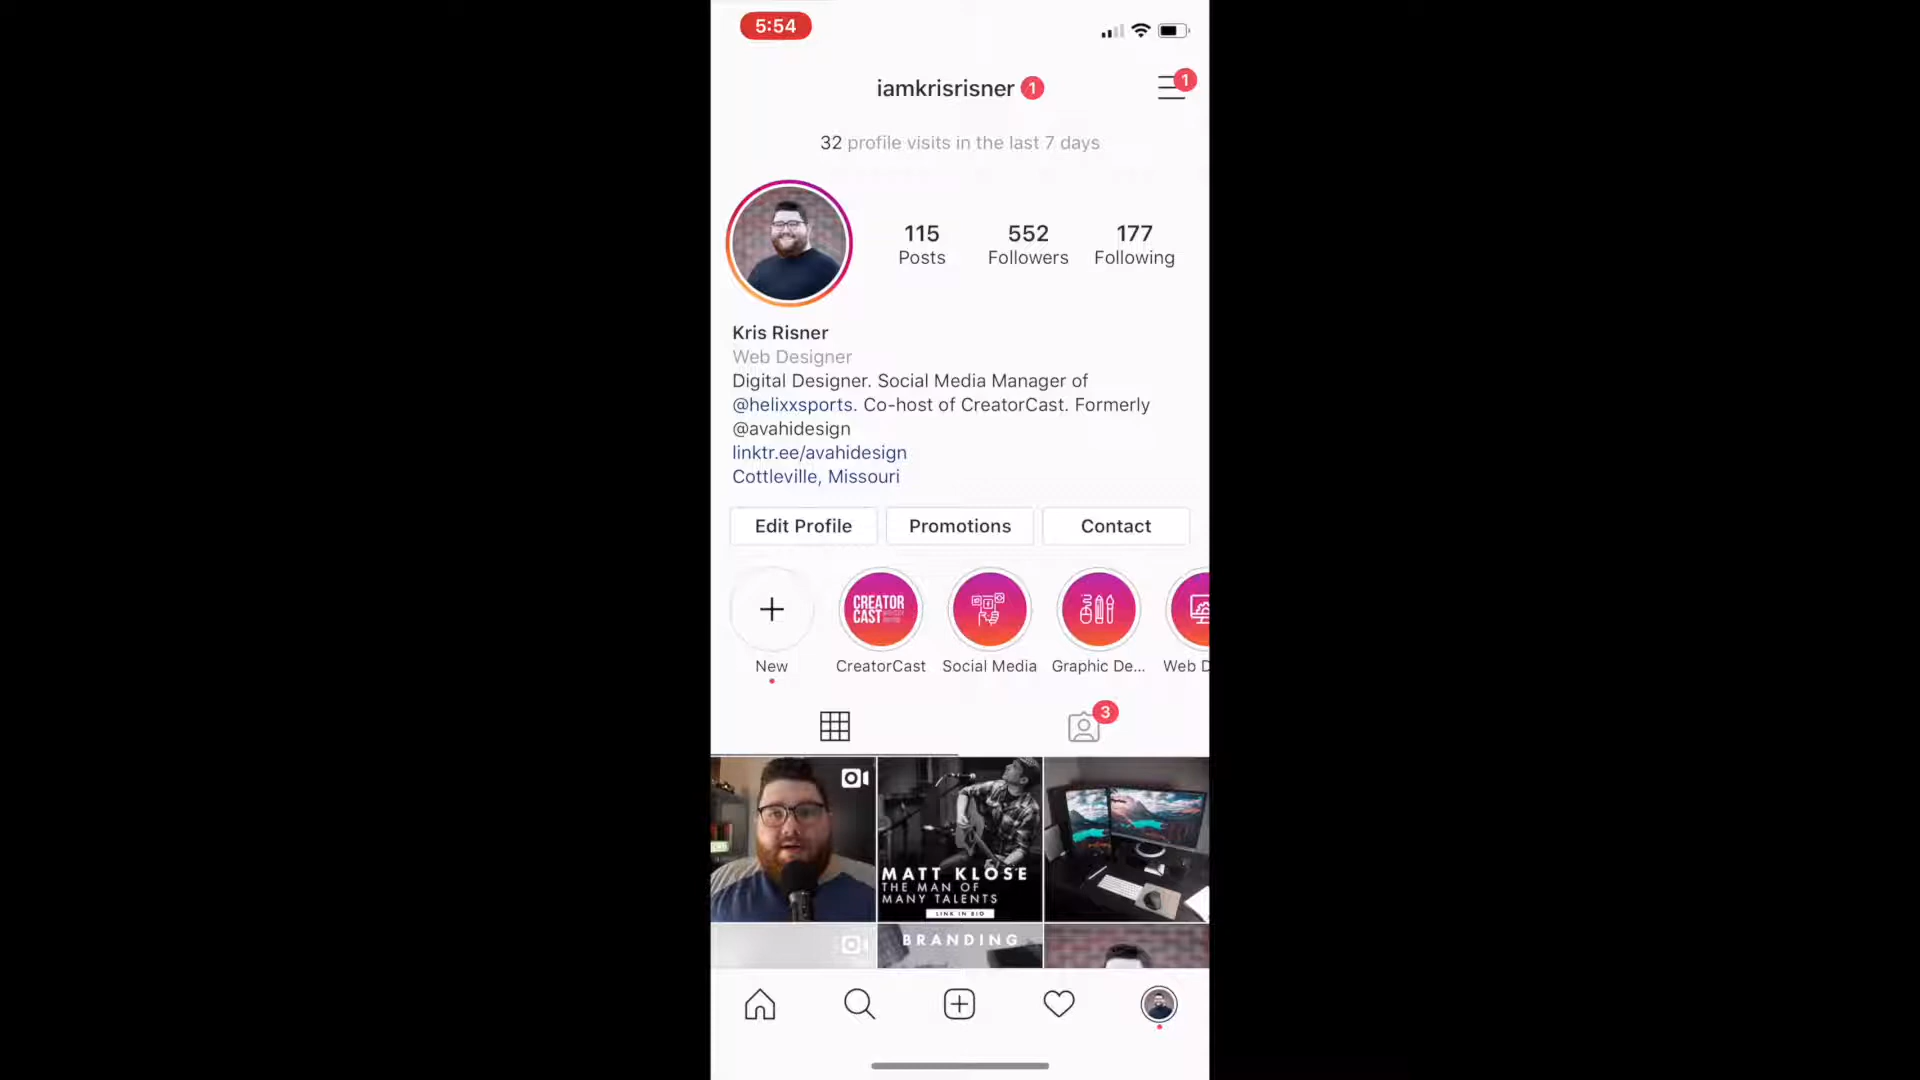 5:54
iamkrisrisner 1
1
32 profile visits in the last 7 days
115 552 177
Posts Followers Following
Kris Risner
Web Designer
Digital Designer. Social Media Manager of
@helixxsports. Co-host of CreatorCast. Formerly
@avahidesign
linktr.ee/avahidesign
Cottleville, Missouri
Edit Profile Promotions Contact
CREATOR
CAST
New CreatorCast Social Media Graphic De... Web D
3
MATT KLOSE
THE MAN OF
MANY TALENTS
LINK IN BIO
BRANDING